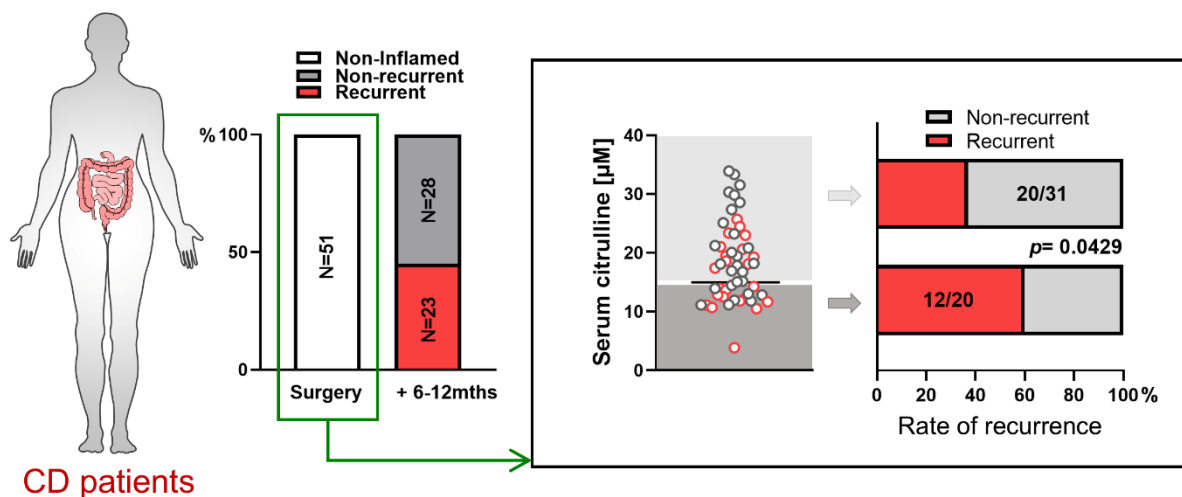 Non-Inflamed
Non-recurrent
Recurrent
% 100
50
0
N=51
N=28
N=23
Surgery
+ 6-12mths
CD patients
Serum citrulline [µM]
40
30
20
10
0
Non-recurrent
Recurrent
20/31
p= 0.0429
12/20
0 20 40 60 80 100 %
Rate of recurrence